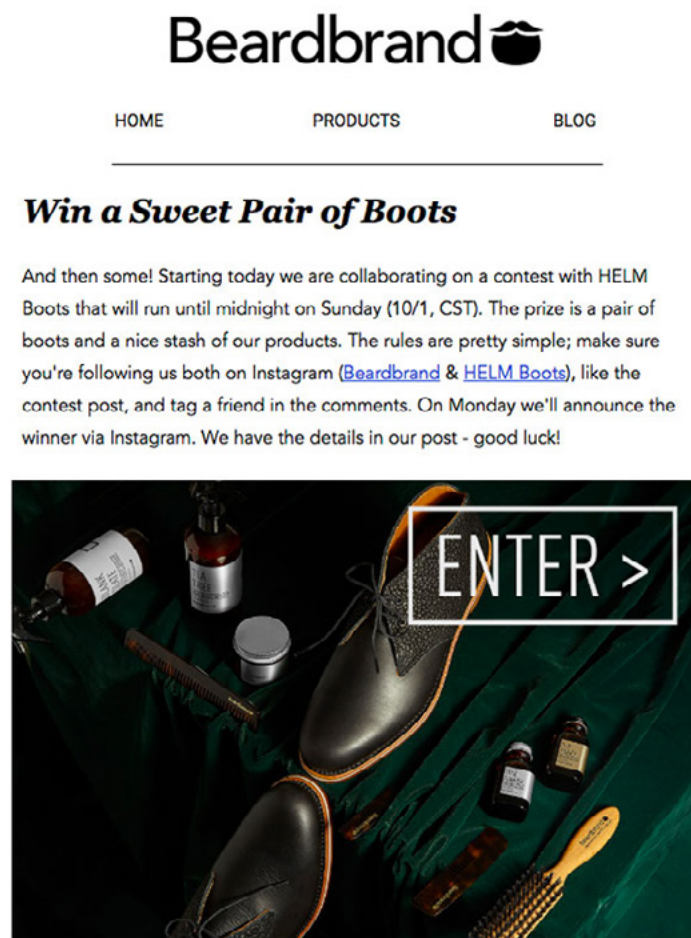 Beardbrand
HOME PRODUCTS BLOG
Win a Sweet Pair of Boots
And then some! Starting today we are collaborating on a contest with HELM
Boots that will run until midnight on Sunday (10/1, CST). The prize is a pair of
boots and a nice stash of our products. The rules are pretty simple; make sure
you're following us both on Instagram (Beardbrand & HELM Boots), like the
contest post, and tag a friend in the comments. On Monday we'll announce the
winner via Instagram. We have the details in our post - good luck!
ENTER >
beardbrand